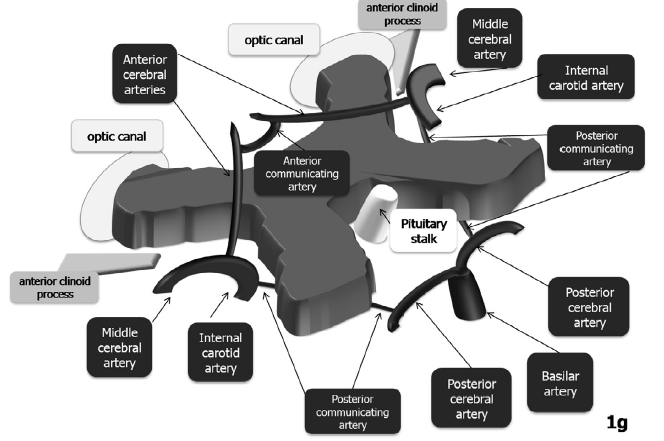 anterior clinoid
process
optic canal
Middle
cerebral
artery
Anterior
cerebral
arteries
Internal
carotid artery
optic canal
Posterior
communicating
artery
Anterior
communicating
artery
Pituitary
stalk
anterior clinoid
process
Posterior
cerebral
artery
Middle
cerebral
artery
Internal
carotid
artery
Basilar
artery
Posterior
cerebral
artery
Posterior
communicating
artery
1g